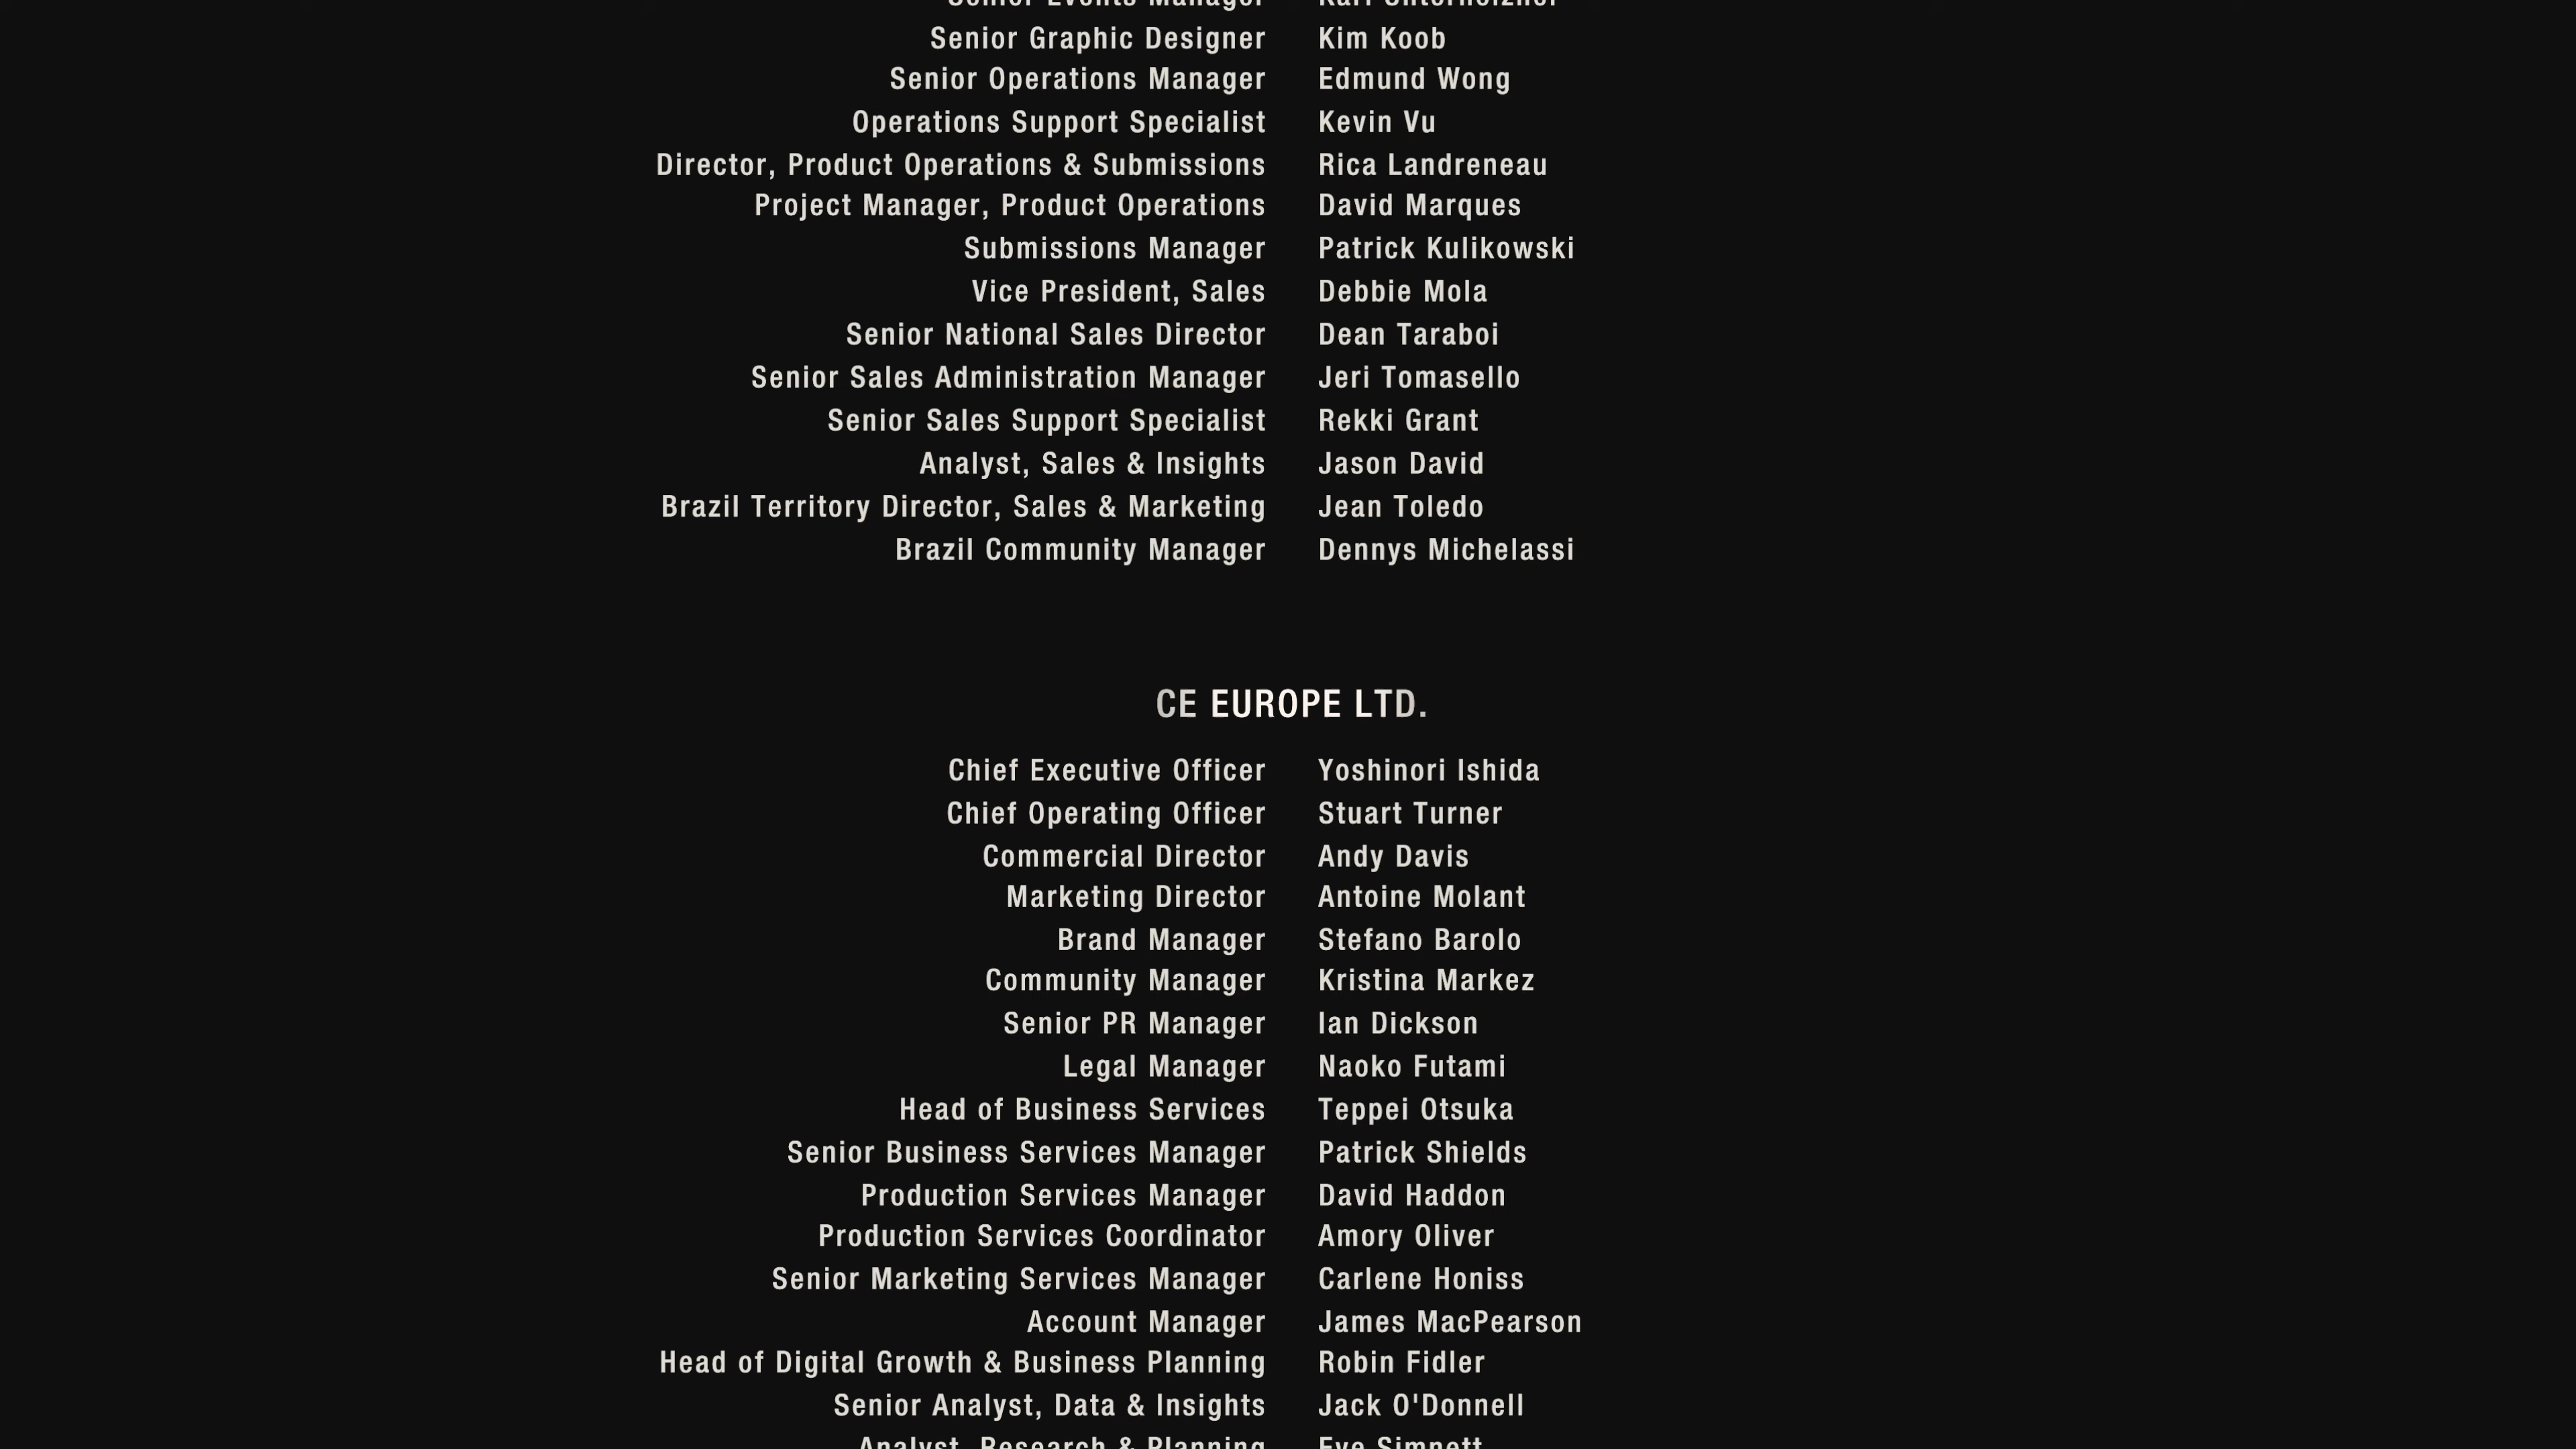 Senior Events Manager
Senior Graphic Designer Kim Koob
Senior Operations Manager Edmund Wong
Operations Support Specialist Kevin Vu
Director, Product Operations & Submissions Rica Landreneau
Project Manager, Product Operations David Marques
Submissions Manager Patrick Kulikowski
Vice President, Sales Debbie Mola
Senior National Sales Director Dean Taraboi
Senior Sales Administration Manager Jeri Tomasello
Senior Sales Support Specialist Rekki Grant
Analyst, Sales & Insights Jason David
Brazil Territory Director, Sales & Marketing Jean Toledo
Brazil Community Manager Dennys Michelassi
CE EUROPE LTD.
Chief Executive Officer Yoshinori Ishida
Chief Operating Officer Stuart Turner
Commercial Director Andy Davis
Marketing Director Antoine Molant
Brand Manager Stefano Barolo
Community Manager Kristina Markez
Senior PR Manager Ian Dickson
Legal Manager Naoko Futami
Head of Business Services Teppei Otsuka
Senior Business Services Manager Patrick Shields
Production Services Manager David Haddon
Production Services Coordinator Amory Oliver
Senior Marketing Services Manager Carlene Honiss
Account Manager James MacPearson
Head of Digital Growth & Business Planning Robin Fidler
Senior Analyst, Data & Insights Jack O'Donnell
Analyst, Research & Planning Eve Simpett